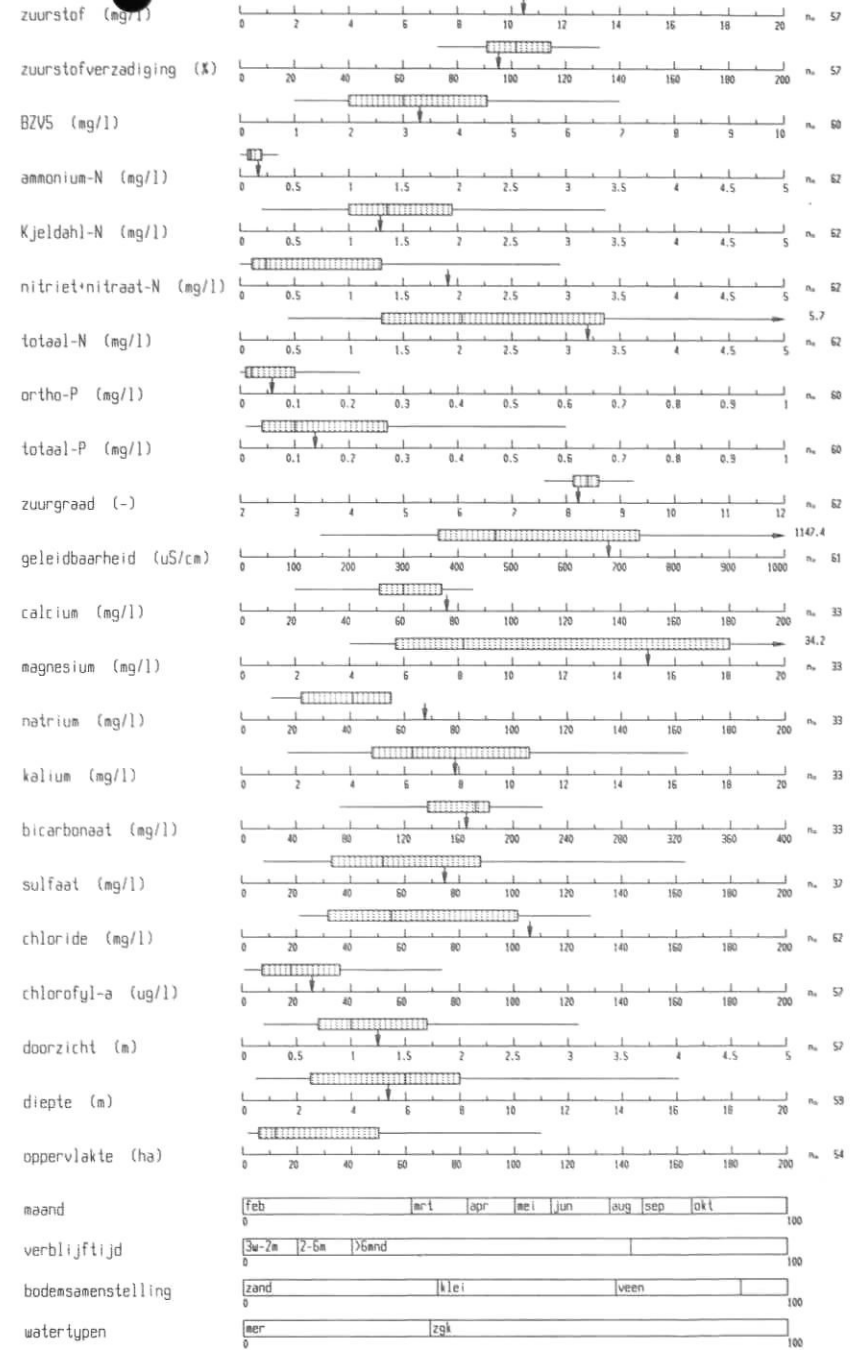 zuurstof (mg/l) 0 2 4 6 8 10 12 14 16 18 20 n= 57
zuurstofverzadiging (%) 0 20 40 60 80 100 120 140 160 180 200 n= 57
BZV5 (mg/l) 0 1 2 3 4 5 6 7 8 9 10 n= 60
ammonium-N (mg/l) 0 0.5 1 1.5 2 2.5 3 3.5 4 4.5 5 n= 62
Kjeldahl-N (mg/l) 0 0.5 1 1.5 2 2.5 3 3.5 4 4.5 5 n= 62
nitriet+nitraat-N (mg/l) 0 0.5 1 1.5 2 2.5 3 3.5 4 4.5 5 n= 62
5.7
totaal-N (mg/l) 0 0.5 1 1.5 2 2.5 3 3.5 4 4.5 5 n= 62
ortho-P (mg/l) 0 0.1 0.2 0.3 0.4 0.5 0.6 0.7 0.8 0.9 1 n= 60
totaal-P (mg/l) 0 0.1 0.2 0.3 0.4 0.5 0.6 0.7 0.8 0.9 1 n= 60
zuurgraad (-) 2 3 4 5 6 7 8 9 10 11 12 n= 62
1147.4
geleidbaarheid (uS/cm) 0 100 200 300 400 500 600 700 800 900 1000 n= 61
calcium (mg/l) 0 20 40 60 80 100 120 140 160 180 200 n= 33
34.2
magnesium (mg/l) 0 2 4 6 8 10 12 14 16 18 20 n= 33
natrium (mg/l) 0 20 40 60 80 100 120 140 160 180 200 n= 33
kalium (mg/l) 0 2 4 6 8 10 12 14 16 18 20 n= 33
bicarbonaat (mg/l) 0 40 80 120 160 200 240 280 320 360 400 n= 33
sulfaat (mg/l) 0 20 40 60 80 100 120 140 160 180 200 n= 37
chloride (mg/l) 0 20 40 60 80 100 120 140 160 180 200 n= 62
chlorofyl-a (ug/l) 0 20 40 60 80 100 120 140 160 180 200 n= 57
doorzicht (m) 0 0.5 1 1.5 2 2.5 3 3.5 4 4.5 5 n= 57
diepte (m) 0 2 4 6 8 10 12 14 16 18 20 n= 59
oppervlakte (ha) 0 20 40 60 80 100 120 140 160 180 200 n= 54
maand feb mrt apr mei jun aug sep okt
0 100
verblijftijd 3w-2m 2-6m >6mnd
0 100
bodemsamenstelling zand klei veen
0 100
watertypen mer zgk
0 100